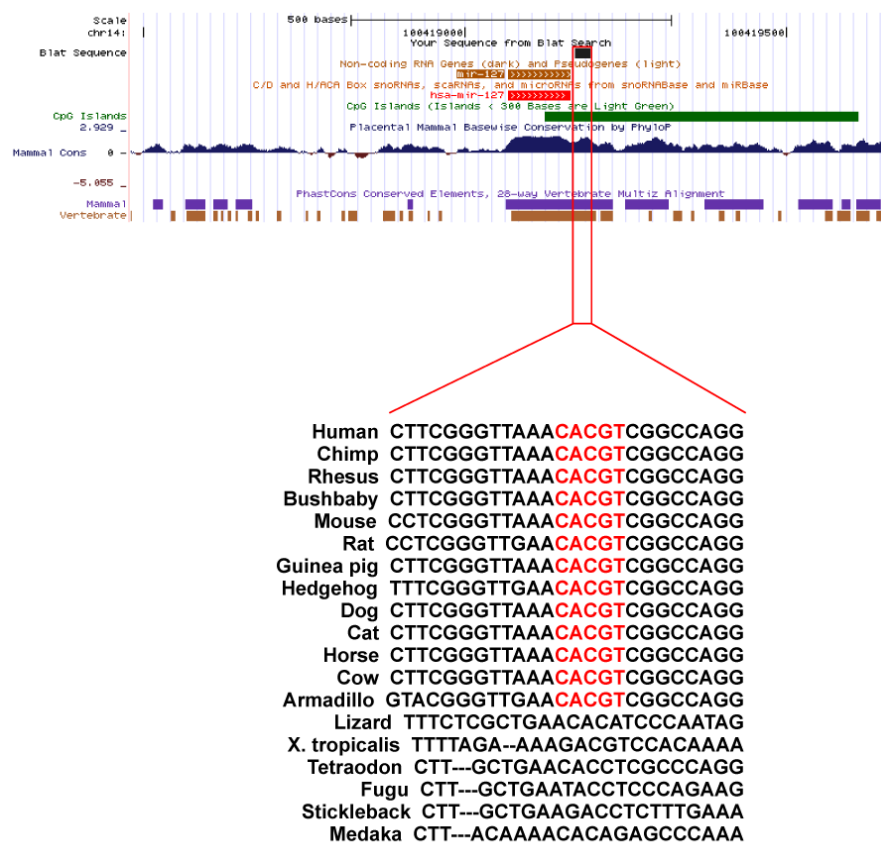 Scale 500 bases
chr14: 100419000 100419500
Your Sequence from Blat Search
Blat Sequence
Non-coding RNA Genes (dark) and Pseudogenes (light)
mir-127
C/D and H/ACA Box snoRNAs, scaRNAs, and microRNAs from snoRNABase and miRBase
hsa-mir-127
CpG Islands (Islands < 300 Bases are Light Green)
CpG Islands
2.929 _ Placental Mammal Basewise Conservation by PhyloP
Mammal Cons 0 -
-5.055 _
PhastCons Conserved Elements, 28-way Vertebrate Multiz Alignment
Mammal
Vertebrate
Human CTTCGGGTTAAACACGTCGGCCAGG
Chimp CTTCGGGTTAAACACGTCGGCCAGG
Rhesus CTTCGGGTTAAACACGTCGGCCAGG
Bushbaby CTTCGGGTTAAACACGTCGGCCAGG
Mouse CCTCGGGTTAAACACGTCGGCCAGG
Rat CCTCGGGTTGAACACGTCGGCCAGG
Guinea pig CTTCGGGTTAAACACGTCGGCCAGG
Hedgehog TTTCGGGTTGAACACGTCGGCCAGG
Dog CTTCGGGTTAAACACGTCGGCCAGG
Cat CTTCGGGTTAAACACGTCGGCCAGG
Horse CTTCGGGTTAAACACGTCGGCCAGG
Cow CTTCGGGTTAAACACGTCGGCCAGG
Armadillo GTACGGGTTGAACACGTCGGCCAGG
Lizard TTTCTCGCTGAACACATCCCAATAG
X. tropicalis TTTTAGA--AAAGACGTCCACAAAA
Tetraodon CTT---GCTGAACACCTCGCCCAGG
Fugu CTT---GCTGAATACCTCCCAGAAG
Stickleback CTT---GCTGAAGACCTCTTTGAAA
Medaka CTT---ACAAAACACAGAGCCCAAA